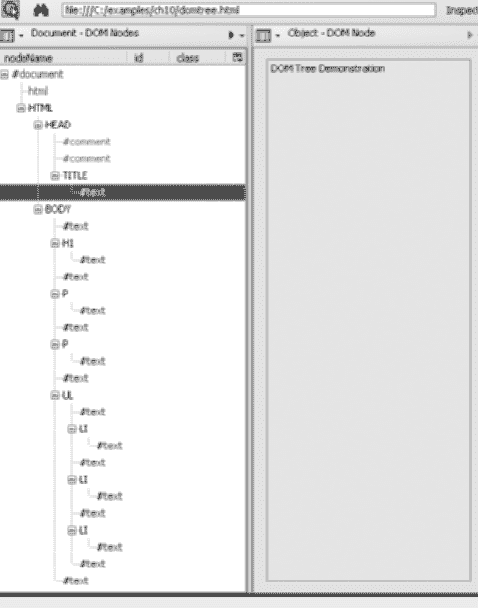 file:///C:/examples/ch10/domtree.html Inspect
Document - DOM Nodes
nodeName id class
#document
html
HTML
HEAD
#comment
#comment
TITLE
#text
BODY
#text
H1
#text
#text
P
#text
#text
P
#text
#text
UL
#text
LI
#text
#text
LI
#text
#text
LI
#text
#text
#text
Object - DOM Node
DOM Tree Demonstration